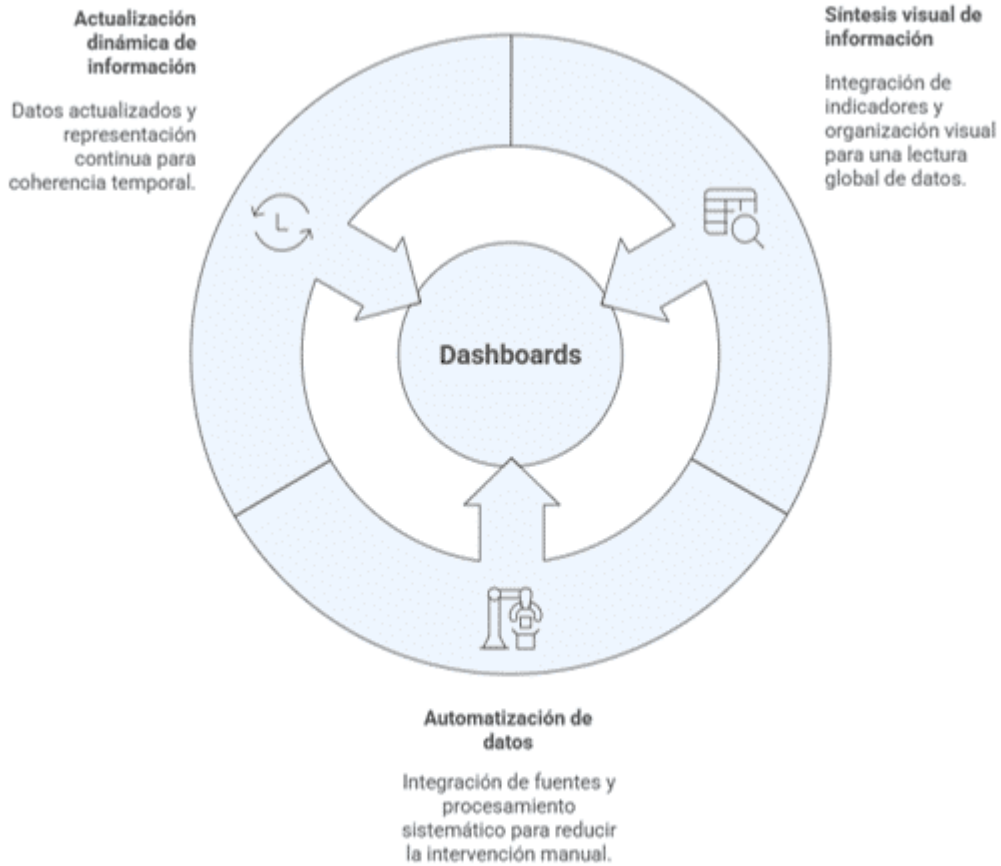 Actualización
dinámica de
información
Datos actualizados y
representación
continua para
coherencia temporal.
Síntesis visual de
información
Integración de
indicadores y
organización visual
para una lectura
global de datos.
Dashboards
Automatización de
datos
Integración de fuentes y
procesamiento
sistemático para reducir
la intervención manual.